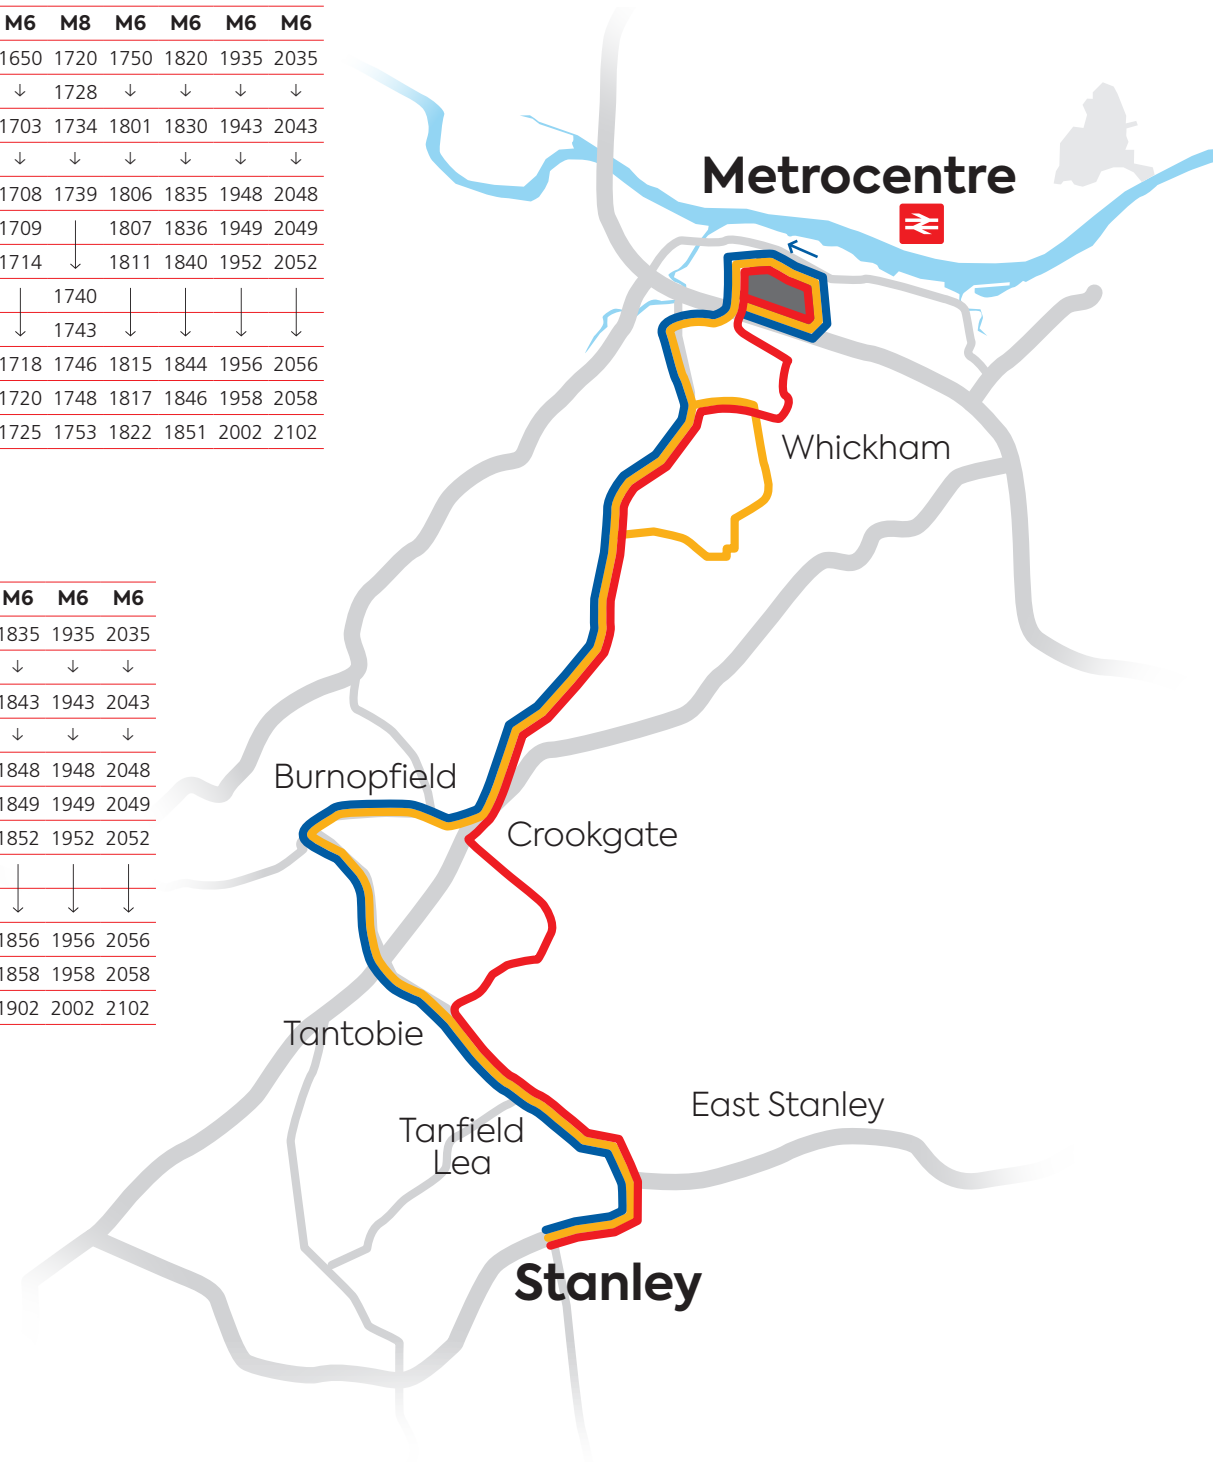 M6 M8 M6 M6 M6 M6
1650 1720 1750 1820 1935 2035
↓ 1728 ↓ ↓ ↓ ↓
1703 1734 1801 1830 1943 2043
↓ ↓ ↓ ↓ ↓ ↓
1708 1739 1806 1835 1948 2048
1709 1807 1836 1949 2049
1714 ↓ 1811 1840 1952 2052
1740
↓ 1743 ↓ ↓ ↓ ↓
1718 1746 1815 1844 1956 2056
1720 1748 1817 1846 1958 2058
1725 1753 1822 1851 2002 2102
Metrocentre
Whickham
M6 M6 M6
1835 1935 2035
↓ ↓ ↓
1843 1943 2043
↓ ↓ ↓
1848 1948 2048
1849 1949 2049
1852 1952 2052
↓ ↓ ↓
1856 1956 2056
1858 1958 2058
1902 2002 2102
Burnopfield
Crookgate
Tantobie
East Stanley
Tanfield
Lea
Stanley